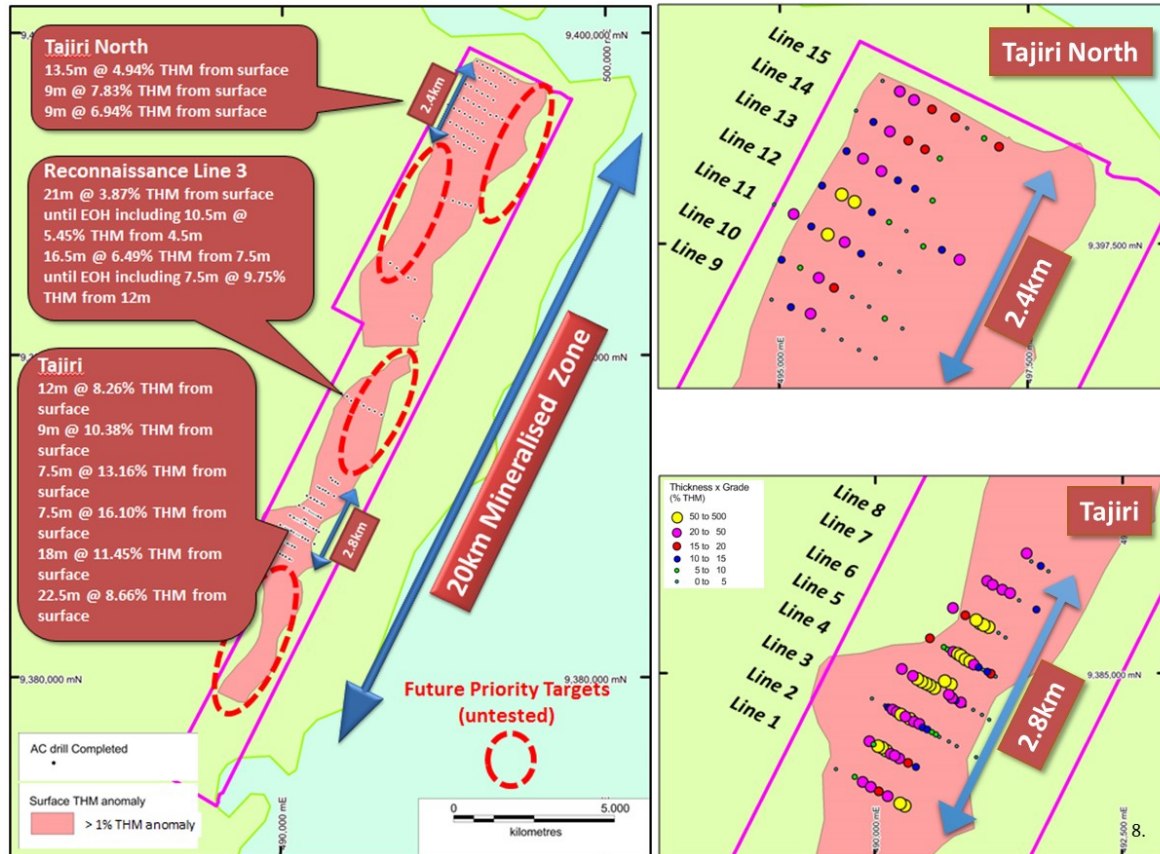 9,400,000 mN
500,000 mE
Tajiri North
13.5m @ 4.94% THM from surface
9m @ 7.83% THM from surface
9m @ 6.94% THM from surface
2.4km
Reconnaissance Line 3
21m @ 3.87% THM from surface
until EOH including 10.5m @
5.45% THM from 4.5m
16.5m @ 6.49% THM from 7.5m
until EOH including 7.5m @ 9.75%
THM from 12m
Tajiri
12m @ 8.26% THM from
surface
9m @ 10.38% THM from
surface
7.5m @ 13.16% THM from
surface
7.5m @ 16.10% THM from
surface
18m @ 11.45% THM from
surface
22.5m @ 8.66% THM from
surface
2.8km
20km Mineralised Zone
9,380,000 mN
9,380,000 mN
Future Priority Targets
(untested)
AC drill Completed
Surface THM anomaly
> 1% THM anomaly
490,000 mE
0 5.000
kilometres
Tajiri North
Line 15
Line 14
Line 13
Line 12
Line 11
Line 10
Line 9
9,397,500 mN
2.4km
495,000 mE
497,500 mE
Tajiri
Thickness x Grade
(% THM)
50 to 500
20 to 50
15 to 20
10 to 15
5 to 10
0 to 5
Line 8
Line 7
Line 6
Line 5
Line 4
Line 3
Line 2
Line 1
9,385,000 mN
2.8km
490,000 mE
492,500 mE
8.